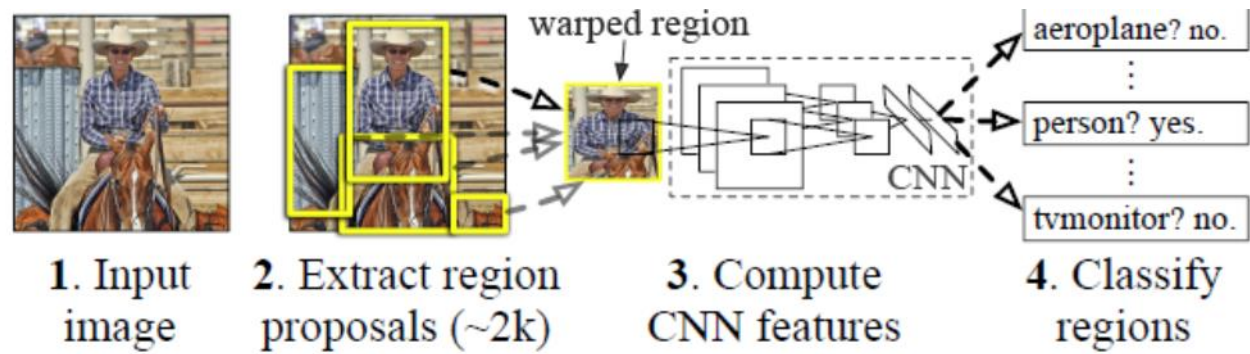 warped region
aeroplane? no.
⋮
person? yes.
CNN
⋮
tvmonitor? no.
1. Input
image
2. Extract region
proposals (~2k)
3. Compute
CNN features
4. Classify
regions